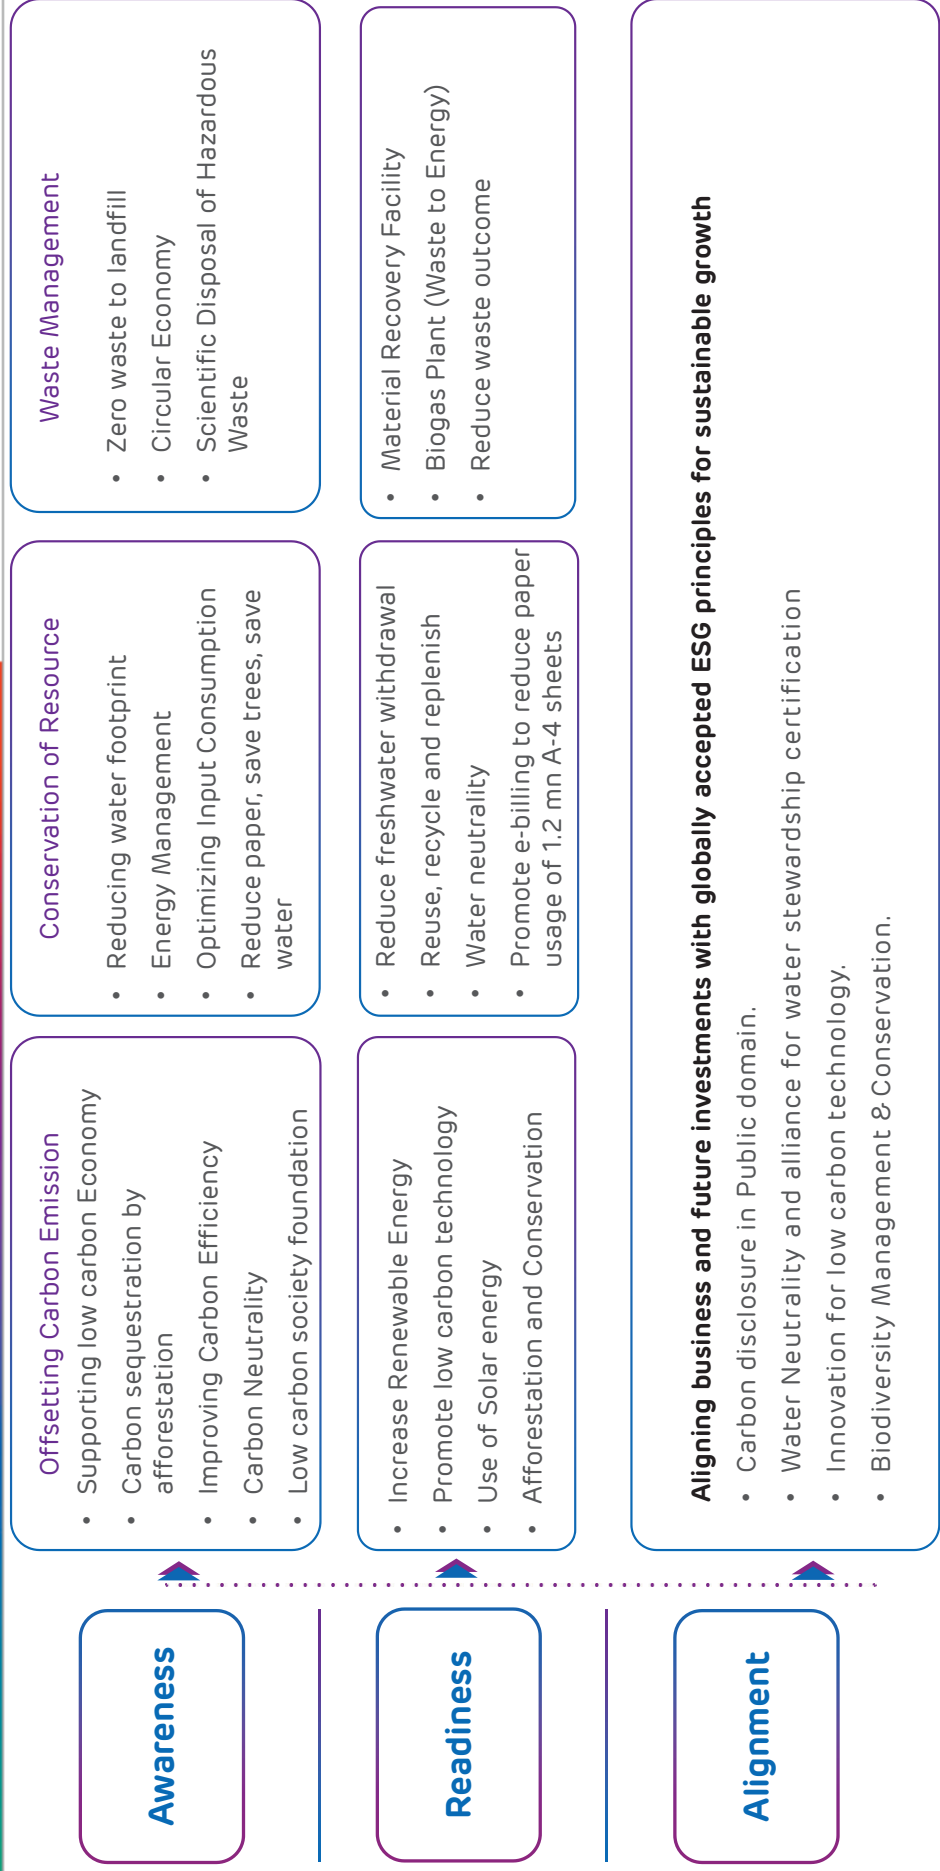 Awareness
Offsetting Carbon Emission
• Supporting low carbon Economy
• Carbon sequestration by
afforestation
• Improving Carbon Efficiency
• Carbon Neutrality
• Low carbon society foundation
Conservation of Resource
• Reducing water footprint
• Energy Management
• Optimizing Input Consumption
• Reduce paper, save trees, save
water
Waste Management
• Zero waste to landfill
• Circular Economy
• Scientific Disposal of Hazardous
Waste
Readiness
• Increase Renewable Energy
• Promote low carbon technology
• Use of Solar energy
• Afforestation and Conservation
• Reduce freshwater withdrawal
• Reuse, recycle and replenish
• Water neutrality
• Promote e-billing to reduce paper
usage of 1.2 mn A-4 sheets
• Material Recovery Facility
• Biogas Plant (Waste to Energy)
• Reduce waste outcome
Alignment
Aligning business and future investments with globally accepted ESG principles for sustainable growth
• Carbon disclosure in Public domain.
• Water Neutrality and alliance for water stewardship certification
• Innovation for low carbon technology.
• Biodiversity Management & Conservation.